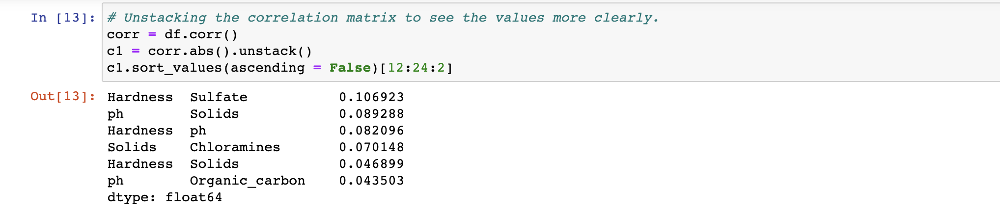 In [13]: # Unstacking the correlation matrix to see the values more clearly.
corr = df.corr()
c1 = corr.abs().unstack()
c1.sort_values(ascending = False)[12:24:2]
Out[13]: Hardness  Sulfate           0.106923
ph        Solids            0.089288
Hardness  ph                0.082096
Solids    Chloramines       0.070148
Hardness  Solids            0.046899
ph        Organic_carbon    0.043503
dtype: float64